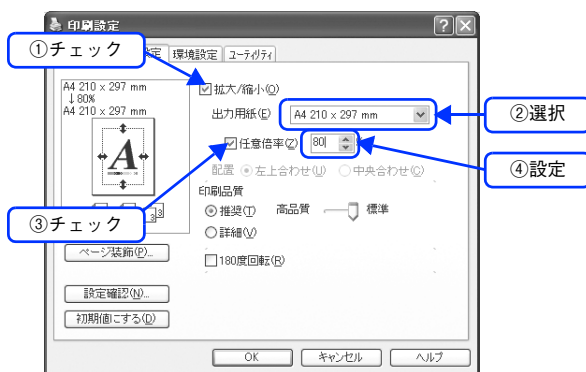 印刷設定
①チェック
定
環境設定
ユーティリティ
A4 210 x 297 mm
↓80%
A4 210 x 297 mm
A
3
拡大/縮小(O)
出力用紙(E)
A4 210 x 297 mm
②選択
任意倍率(Z)
80
④設定
配置
左上合わせ(U)
中央合わせ(C)
③チェック
印刷品質
推奨(T)
高品質
標準
詳細(V)
180度回転(R)
ページ装飾(P)...
設定確認(N)...
初期値にする(D)
OK
キャンセル
ヘルプ